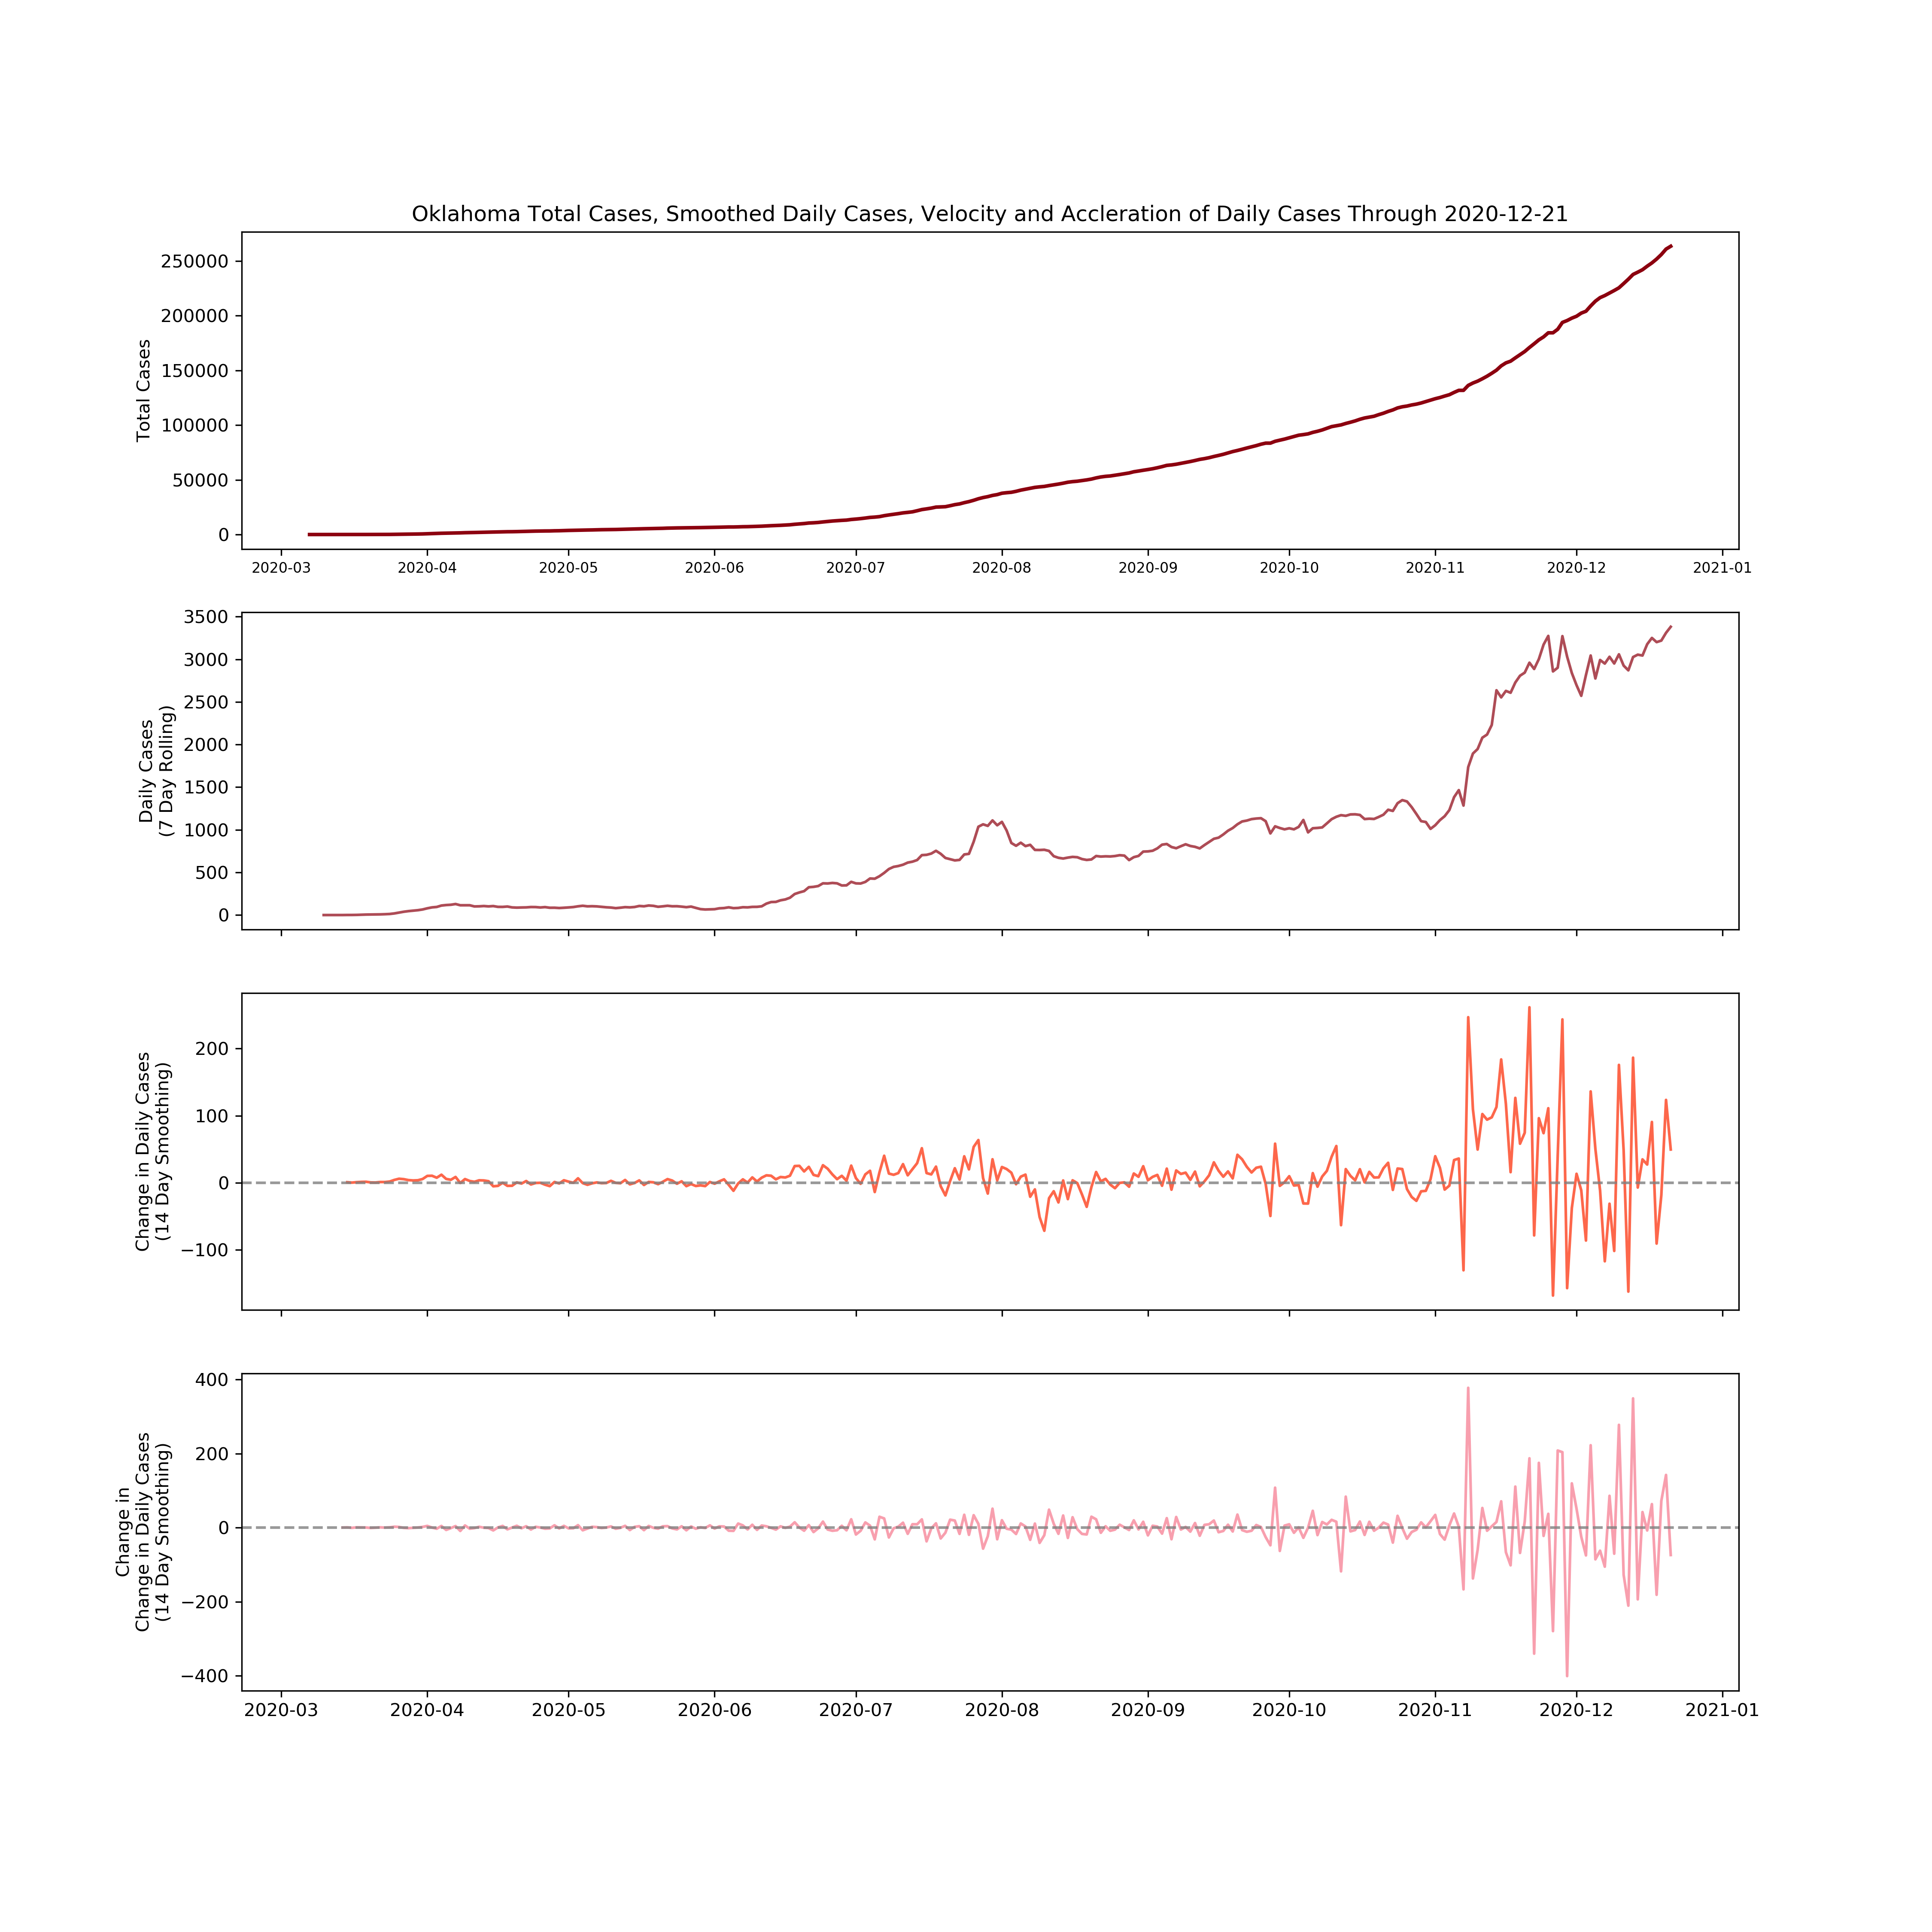 Oklahoma Total Cases, Smoothed Daily Cases, Velocity and Accleration of Daily Cases Through 2020-12-21
Total Cases
250000
200000
150000
100000
50000
0
2020-03 2020-04 2020-05 2020-06 2020-07 2020-08 2020-09 2020-10 2020-11 2020-12 2021-01
Daily Cases
(7 Day Rolling)
3500
3000
2500
2000
1500
1000
500
0
Change in Daily Cases
(14 Day Smoothing)
200
100
0
−100
Change in
Change in Daily Cases
(14 Day Smoothing)
400
200
0
−200
−400
2020-03 2020-04 2020-05 2020-06 2020-07 2020-08 2020-09 2020-10 2020-11 2020-12 2021-01